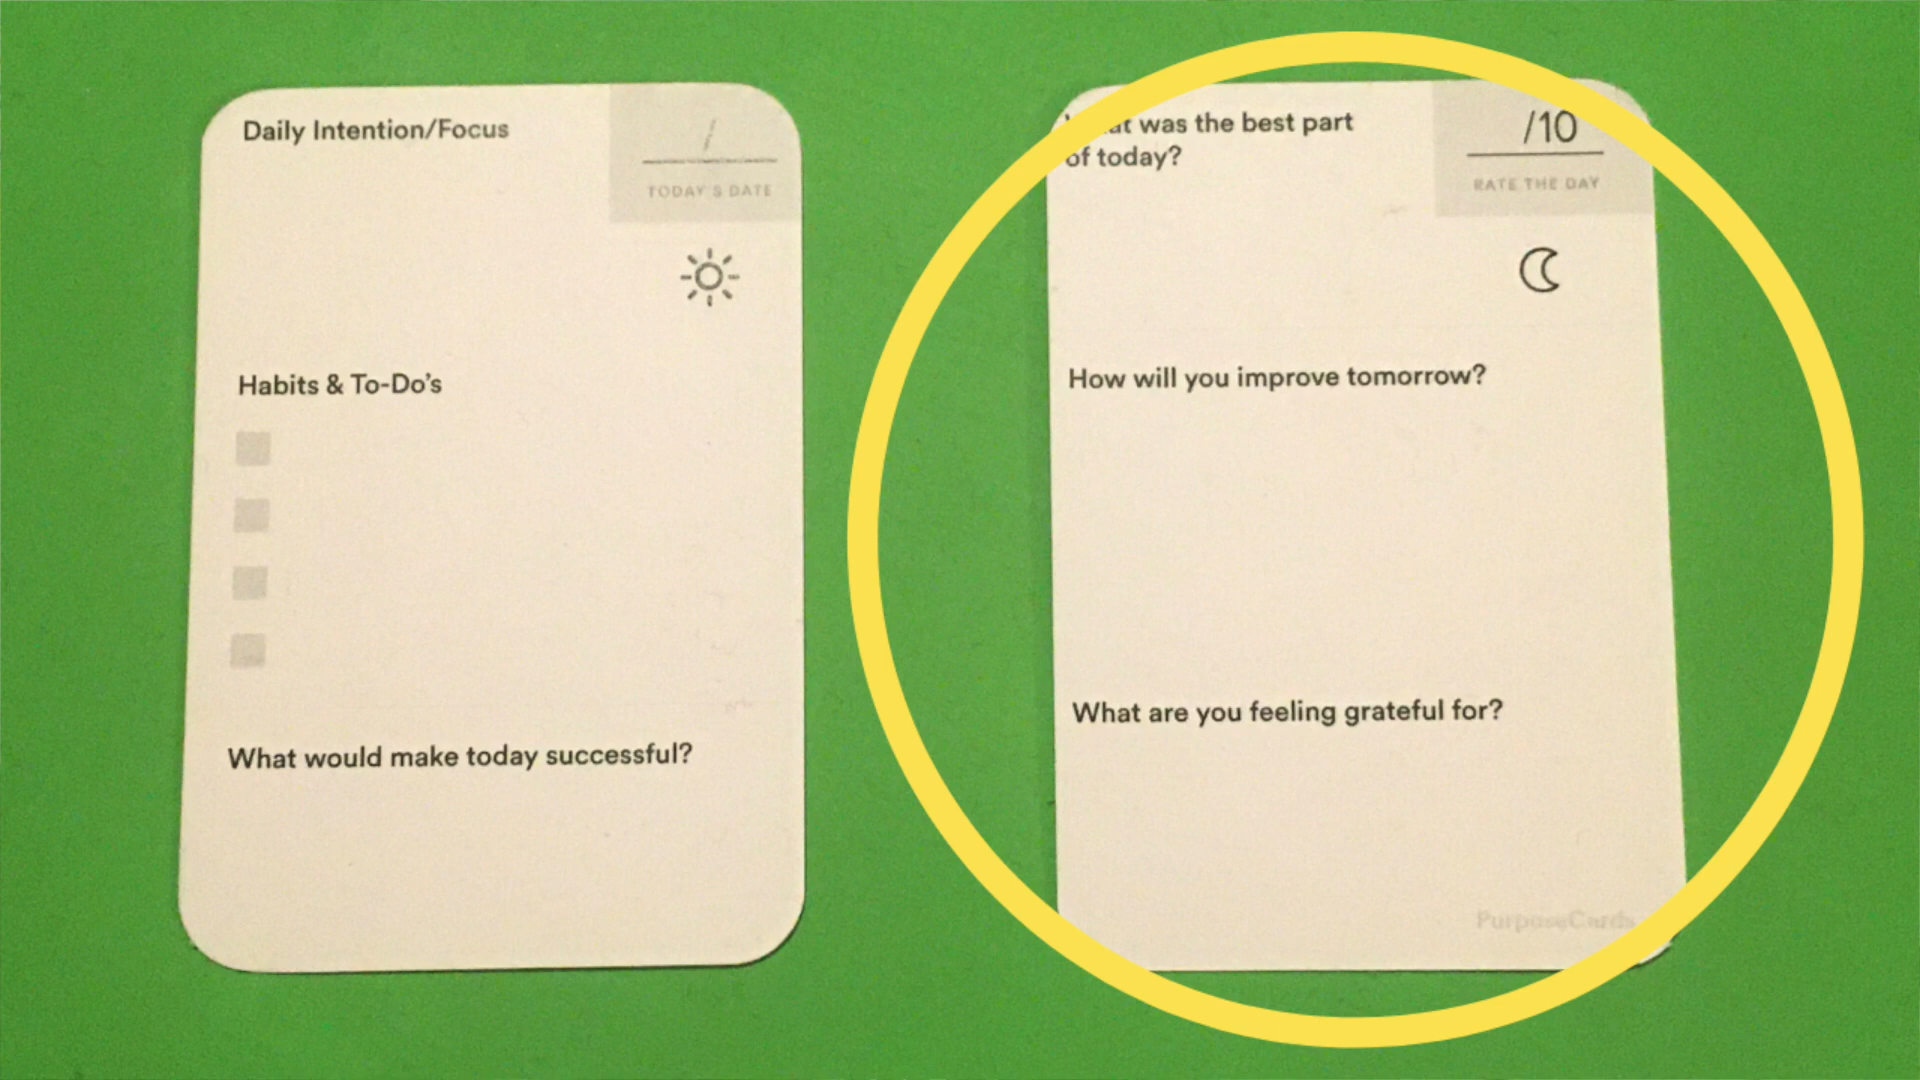 Daily Intention/Focus
/
TODAY'S DATE
Habits & To-Do's
What would make today successful?
was the best part
of today?
/10
RATE THE DAY
How will you improve tomorrow?
What are you feeling grateful for?
PurposeCards